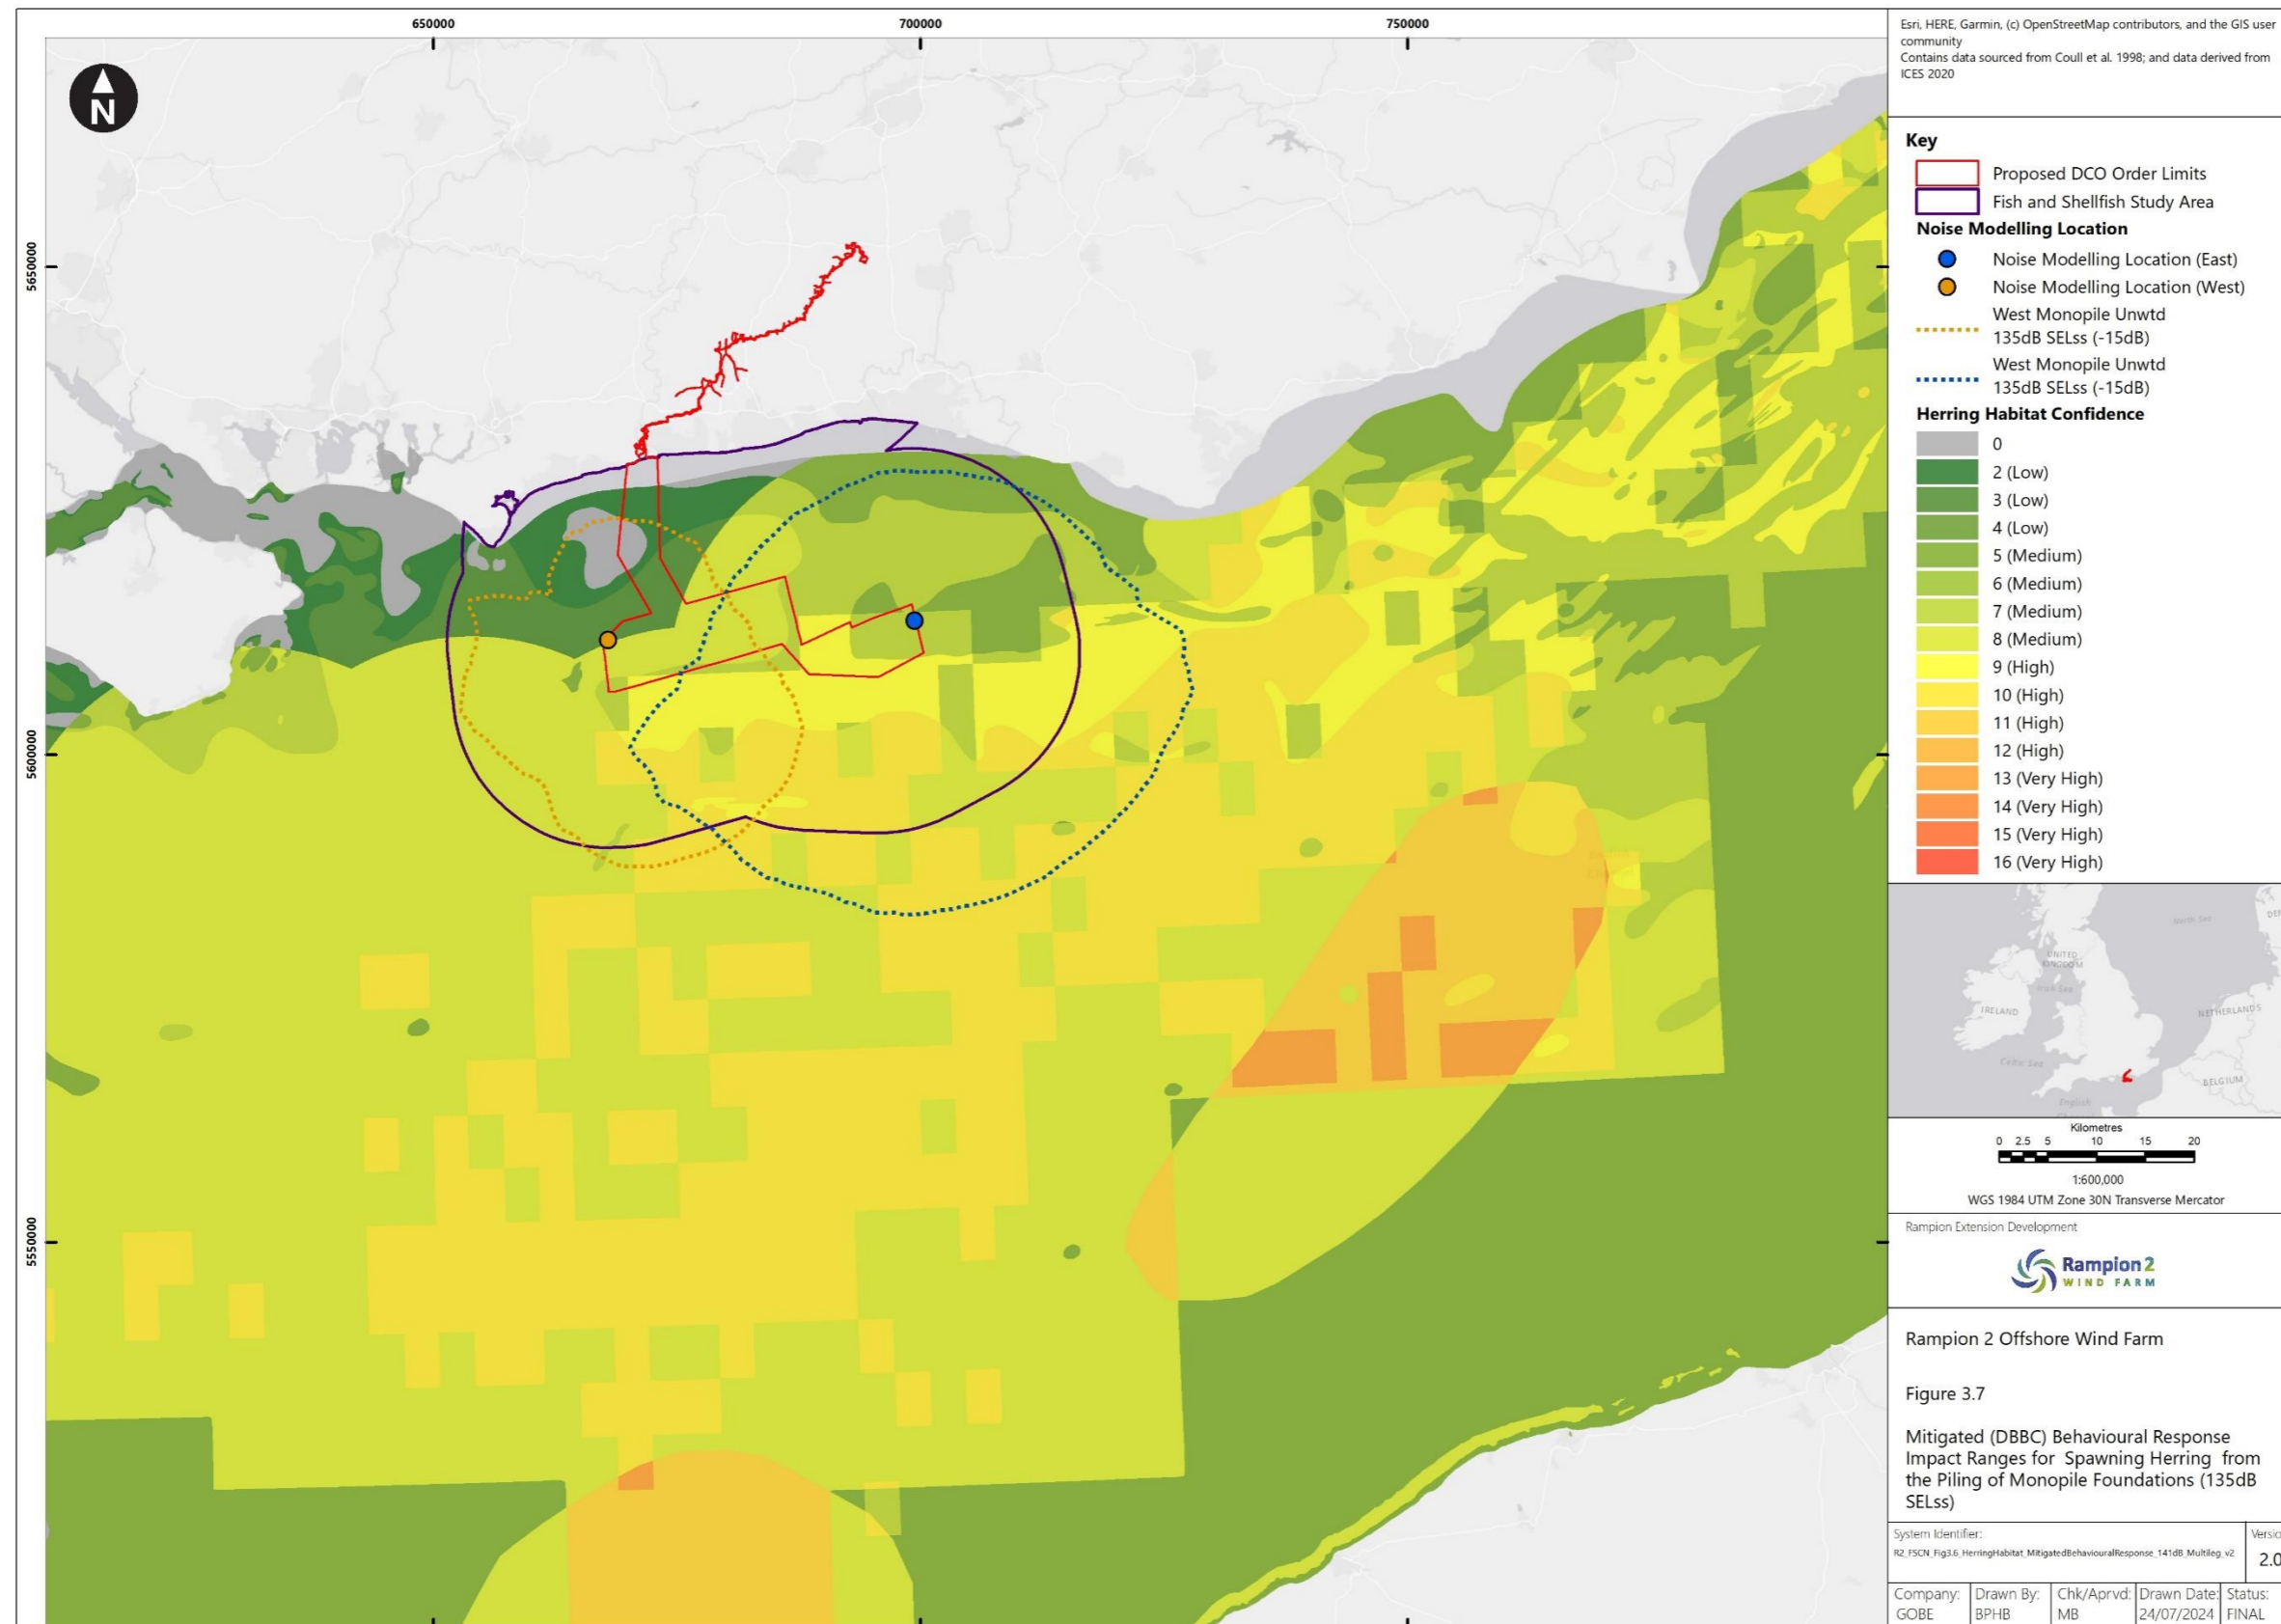 650000
700000
750000
5650000
5650000
5600000
5550000
N
Esri, HERE, Garmin, (c) OpenStreetMap contributors, and the GIS user
community
Contains data sourced from Coull et al. 1998; and data derived from
ICES 2020
Key
Proposed DCO Order Limits
Fish and Shellfish Study Area
Noise Modelling Location
Noise Modelling Location (East)
Noise Modelling Location (West)
West Monopile Unwtd
135dB SELss (-15dB)
West Monopile Unwtd
135dB SELss (-15dB)
Herring Habitat Confidence
0
2 (Low)
3 (Low)
4 (Low)
5 (Medium)
6 (Medium)
7 (Medium)
8 (Medium)
9 (High)
10 (High)
11 (High)
12 (High)
13 (Very High)
14 (Very High)
15 (Very High)
16 (Very High)
North Sea
UNITED
KINGDOM
Irish Sea
IRELAND
NETHERLANDS
Celtic Sea
BELGIUM
English
Kilometres
0 2.5 5 10 15 20
1:600,000
WGS 1984 UTM Zone 30N Transverse Mercator
Rampion Extension Development
Rampion 2
WIND FARM
Rampion 2 Offshore Wind Farm
Figure 3.7
Mitigated (DBBC) Behavioural Response
Impact Ranges for Spawning Herring from
the Piling of Monopile Foundations (135dB
SELss)
System Identifier:
R2_FSCN_Fig3.6_HerringHabitat_MitigatedBehaviouralResponse_141dB_Multileg_v2
Versio
2.0
Company: Drawn By: Chk/Aprvd: Drawn Date: Status:
GOBE BPHB MB 24/07/2024 FINAL